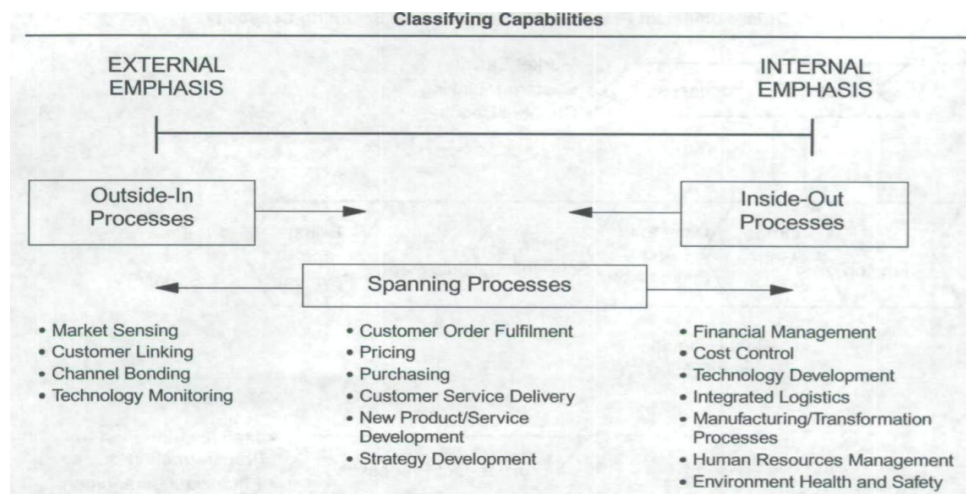 Classifying Capabilities
EXTERNAL
EMPHASIS
INTERNAL
EMPHASIS
Outside-In
Processes
Inside-Out
Processes
Spanning Processes
• Market Sensing
• Customer Linking
• Channel Bonding
• Technology Monitoring
• Customer Order Fulfilment
• Pricing
• Purchasing
• Customer Service Delivery
• New Product/Service
Development
• Strategy Development
• Financial Management
• Cost Control
• Technology Development
• Integrated Logistics
• Manufacturing/Transformation
Processes
• Human Resources Management
• Environment Health and Safety